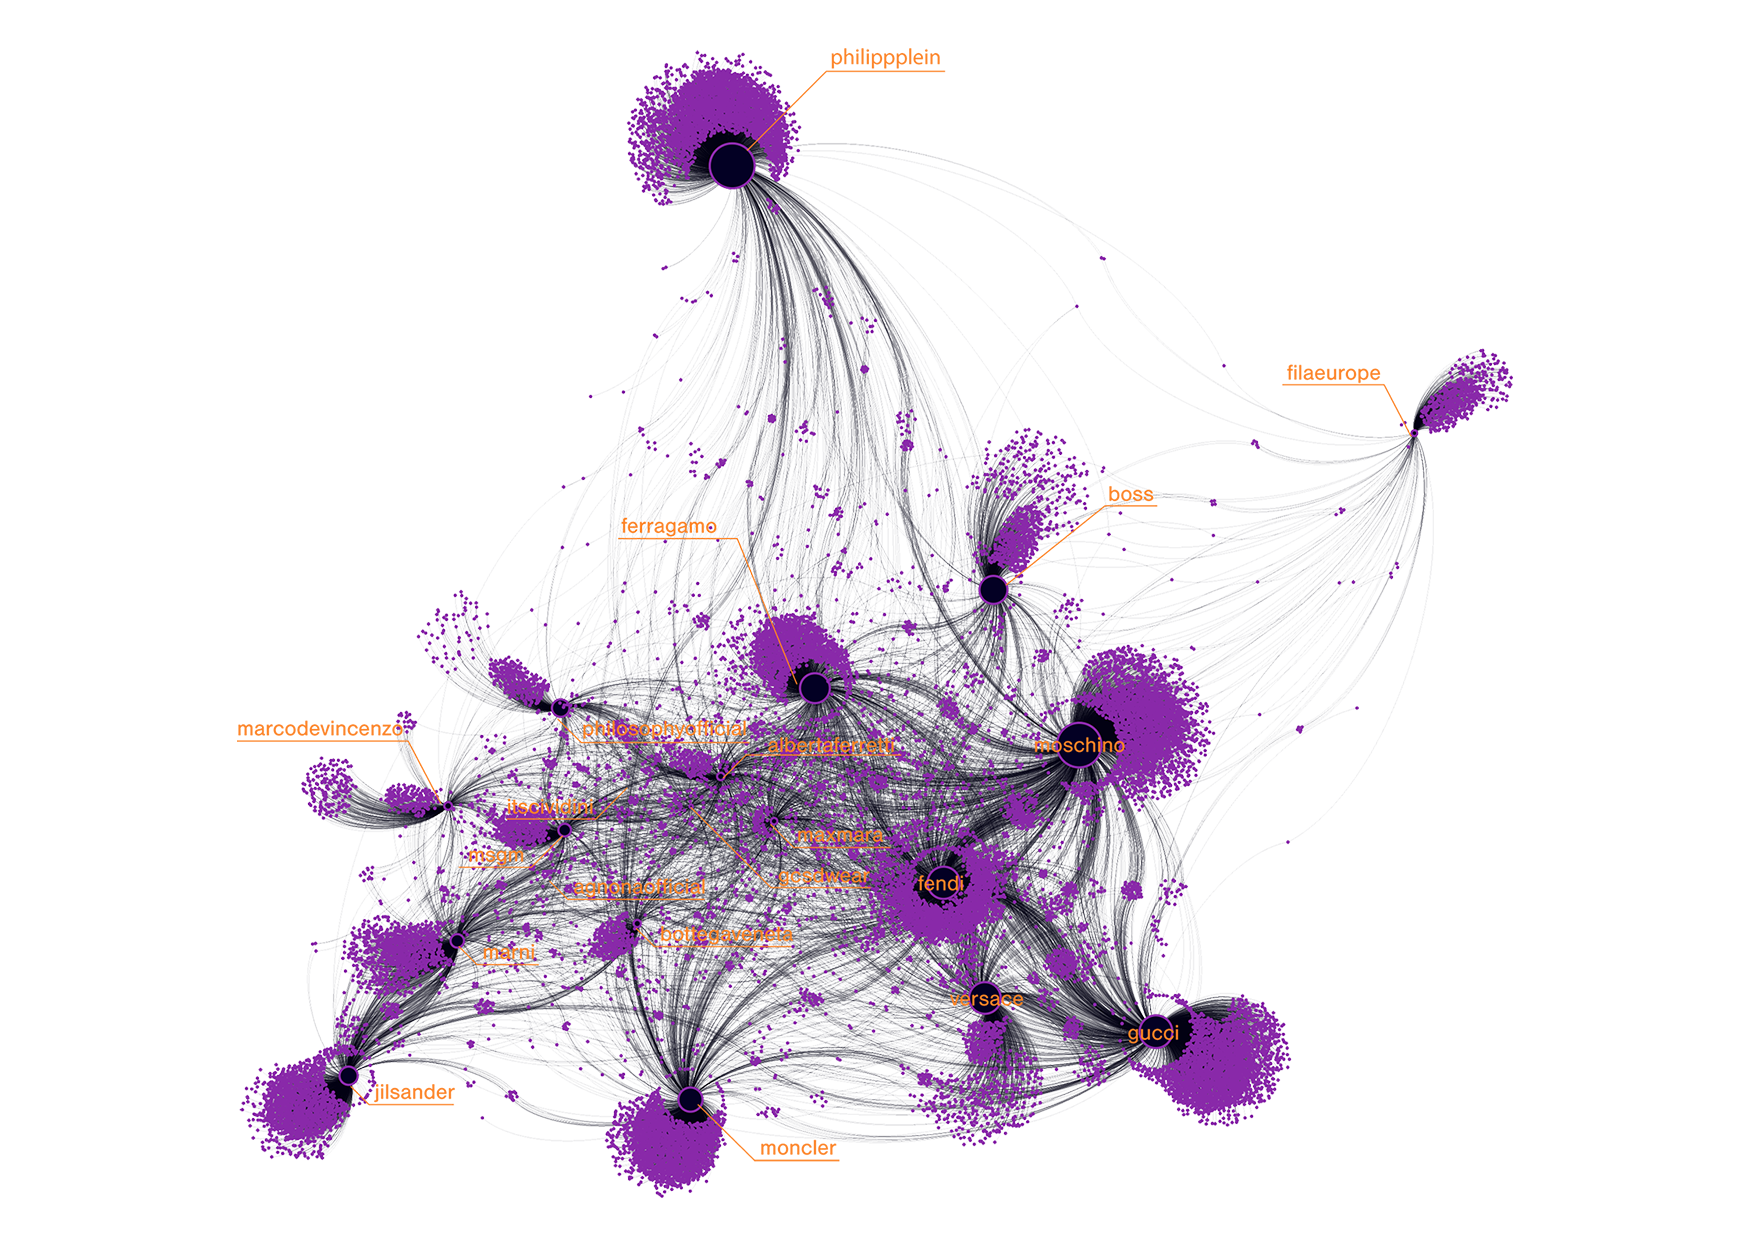 philippplein
filaeurope
boss
ferragamo
marcodevincenzo
philosophyofficial
albertaferretti
moschino
itscividini
maxmara
msgm
gcdswear
fendi
agnonaofficial
bottegaveneta
marni
versace
gucci
jilsander
moncler